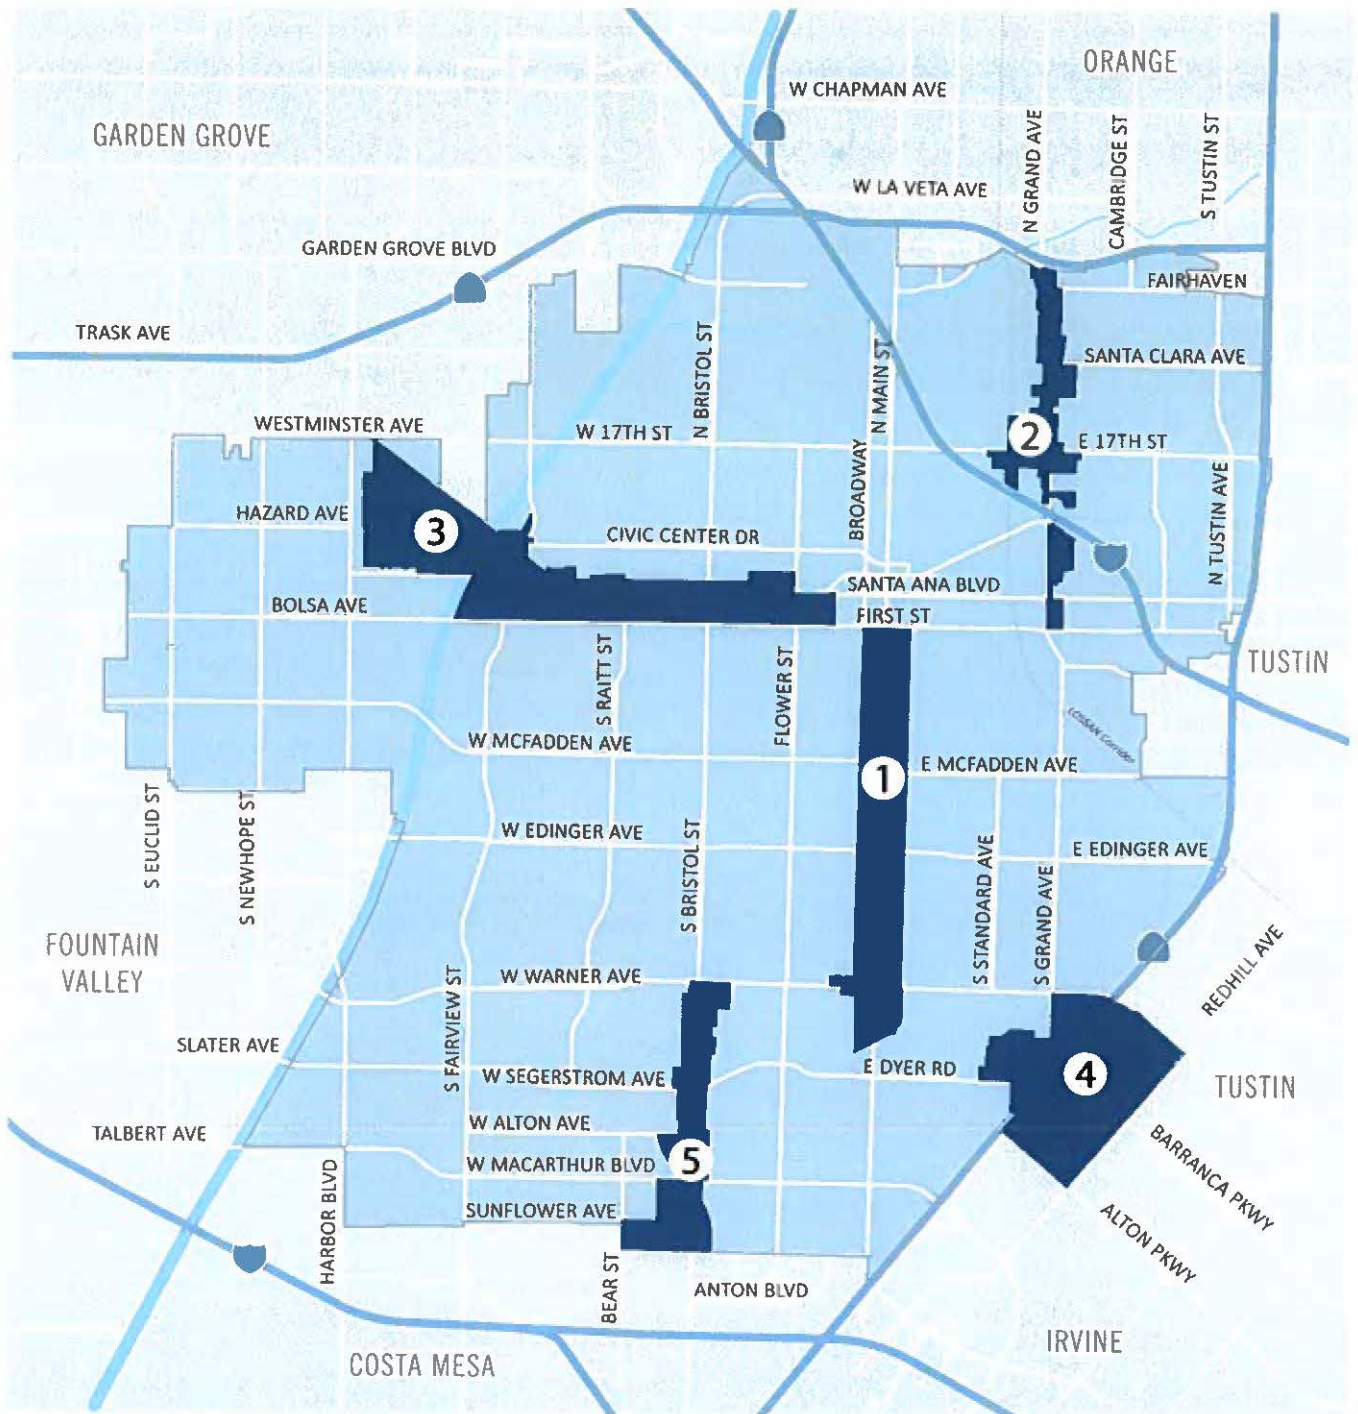 ORANGE
W CHAPMAN AVE
GARDEN GROVE
N GRAND AVE
CAMBRIDGE ST
S TUSTIN ST
W LA VETA AVE
GARDEN GROVE BLVD
FAIRHAVEN
TRASK AVE
N BRISTOL ST
N MAIN ST
SANTA CLARA AVE
WESTMINSTER AVE
W 17TH ST
2
E 17TH ST
BROADWAY
N TUSTIN AVE
HAZARD AVE
3
CIVIC CENTER DR
SANTA ANA BLVD
BOLSA AVE
FIRST ST
S RAITT ST
FLOWER ST
TUSTIN
LOSSAN Corridor
W MCFADDEN AVE
1
E MCFADDEN AVE
S EUCLID ST
S NEWHOPE ST
W EDINGER AVE
S BRISTOL ST
E EDINGER AVE
S STANDARD AVE
S GRAND AVE
FOUNTAIN
VALLEY
REDHILL AVE
W WARNER AVE
S FAIRVIEW ST
SLATER AVE
W SEGERSTROM AVE
E DYER RD
4
TUSTIN
TALBERT AVE
W ALTON AVE
BARRANCA PKWY
HARBOR BLVD
W MACARTHUR BLVD
5
SUNFLOWER AVE
ALTON PKWY
BEAR ST
ANTON BLVD
IRVINE
COSTA MESA